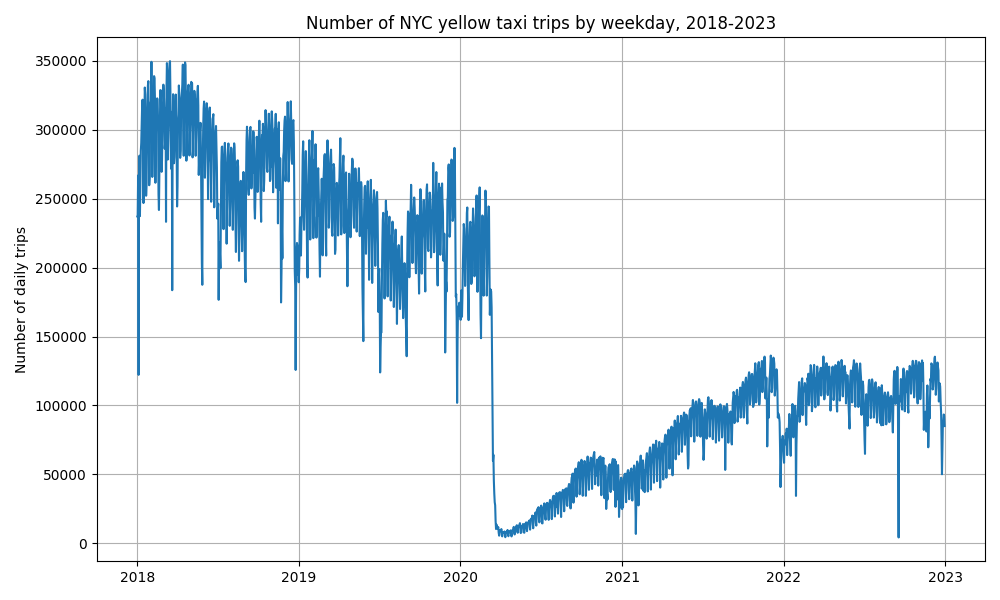 Number of NYC yellow taxi trips by weekday, 2018-2023
Number of daily trips
350000
300000
250000
200000
150000
100000
50000
0
2018 2019 2020 2021 2022 2023